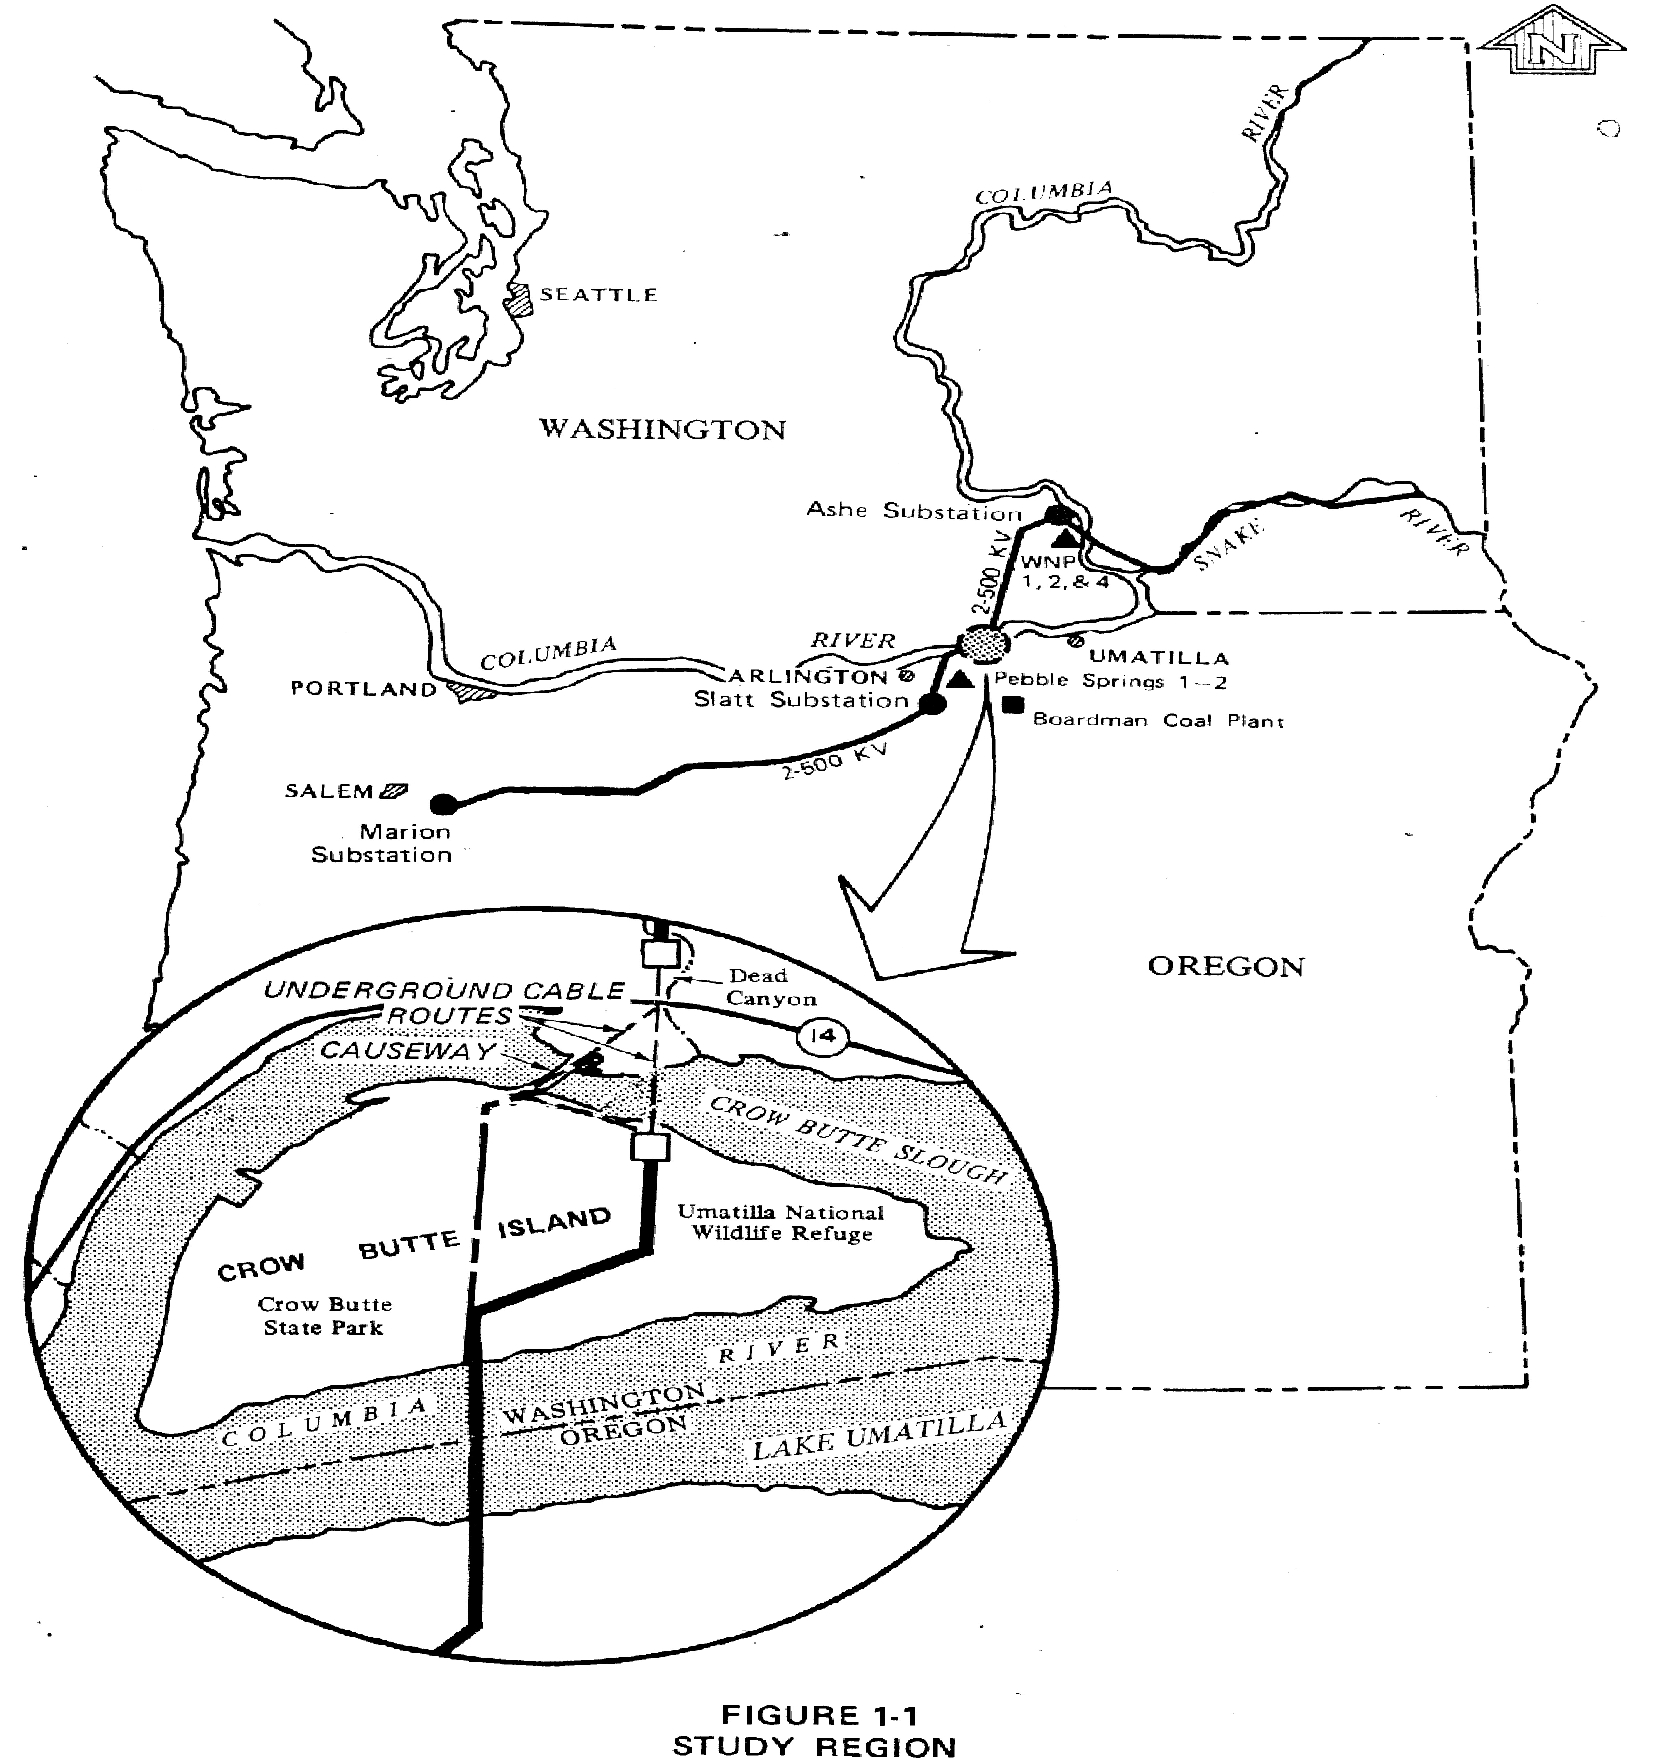 N
RIVER
COLUMBIA
SEATTLE
WASHINGTON
Ashe Substation
2-500 KV
WNP
1, 2, & 4
SNAKE
RIVER
COLUMBIA
RIVER
UMATILLA
PORTLAND
ARLINGTON
Pebble Springs 1-2
Slatt Substation
Boardman Coal Plant
2-500 KV
SALEM
Marion
Substation
OREGON
UNDERGROUND CABLE
ROUTES
Dead
Canyon
14
CAUSEWAY
CROW BUTTE SLOUGH
CROW BUTTE ISLAND
Umatilla National
Wildlife Refuge
Crow Butte
State Park
COLUMBIA RIVER
WASHINGTON
OREGON
LAKE UMATILLA
FIGURE 1-1
STUDY REGION